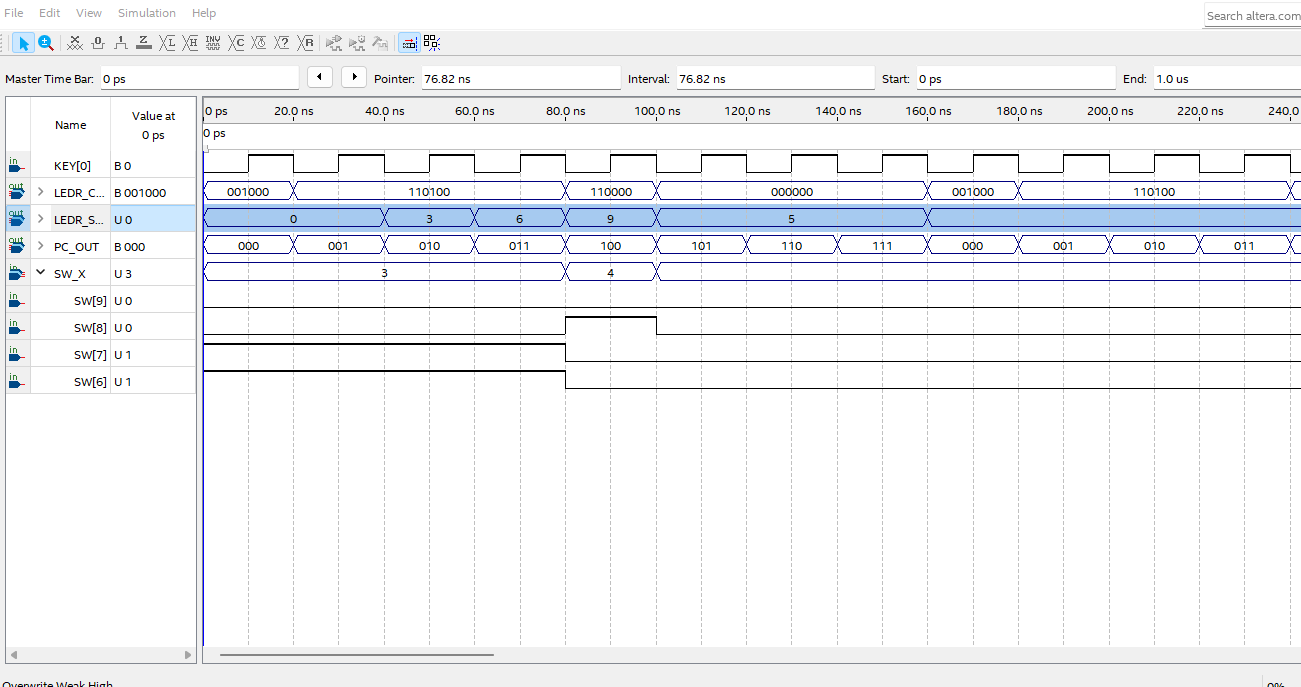 File Edit View Simulation Help
Search altera.com
Master Time Bar: 0 ps Pointer: 76.82 ns Interval: 76.82 ns Start: 0 ps End: 1.0 us
Name Value at 0 ps
0 ps 20.0 ns 40.0 ns 60.0 ns 80.0 ns 100.0 ns 120.0 ns 140.0 ns 160.0 ns 180.0 ns 200.0 ns 220.0 ns 240.0
0 ps
in KEY[0] B 0
out LEDR_C... B 001000 001000 110100 110000 000000 001000 110100
out LEDR_S... U 0 0 3 6 9 5
out PC_OUT B 000 000 001 010 011 100 101 110 111 000 001 010 011
in SW_X U 3 3 4
in SW[9] U 0
in SW[8] U 0
in SW[7] U 1
in SW[6] U 1
Overwrite Weak High 0%